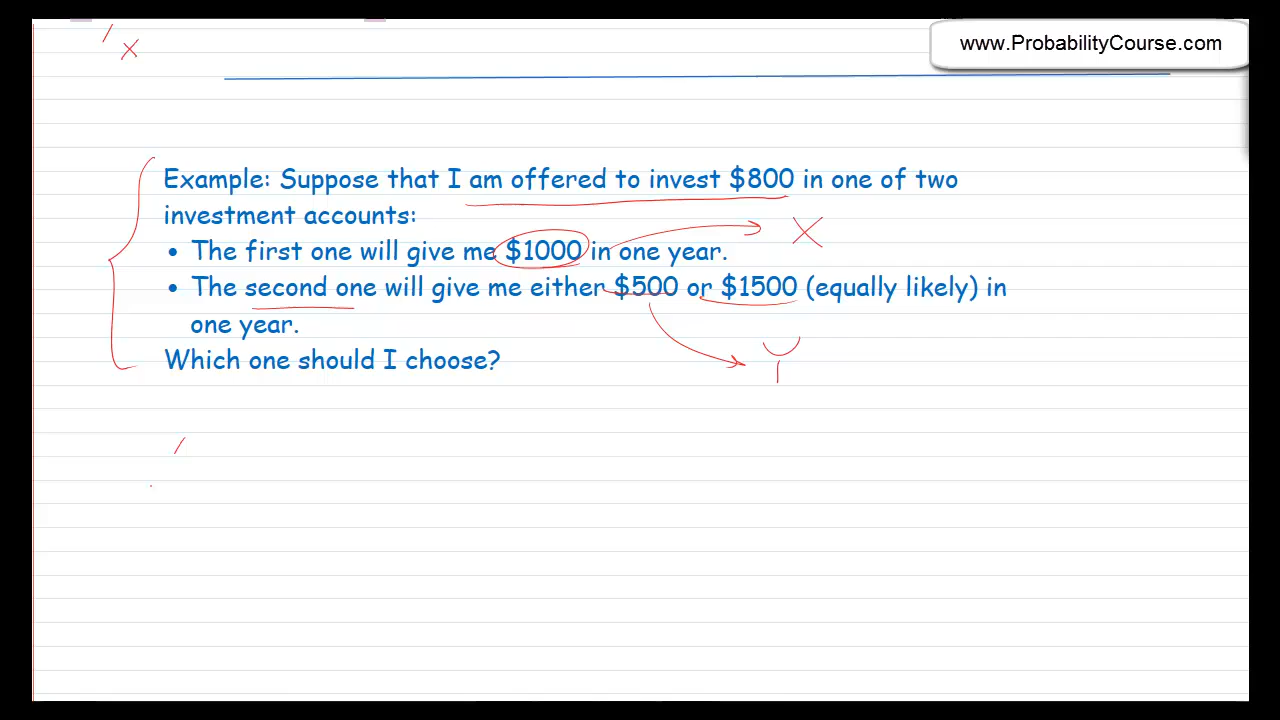 www.ProbabilityCourse.com
X
Example: Suppose that I am offered to invest $800 in one of two
investment accounts:
• The first one will give me $1000 in one year.
X
• The second one will give me either $500 or $1500 (equally likely) in
one year.
Y
Which one should I choose?